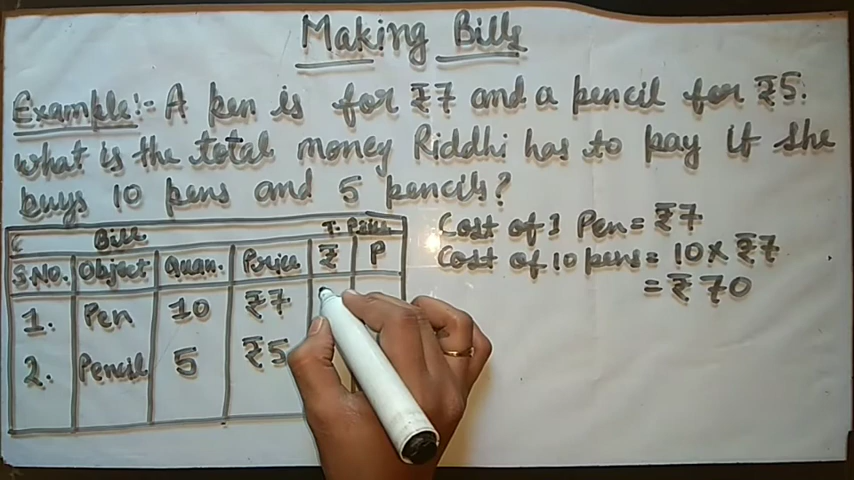 Making Bills
Example:- A pen is for ₹7 and a pencil for ₹5.
what is the total money Riddhi has to pay if she
buys 10 pens and 5 pencils?
Bill T. Price
S.No. Object Quan. Price ₹ P
1. Pen 10 ₹7
2. Pencil 5 ₹5
Cost of 1 Pen = ₹7
Cost of 10 pens = 10 × ₹7
= ₹70